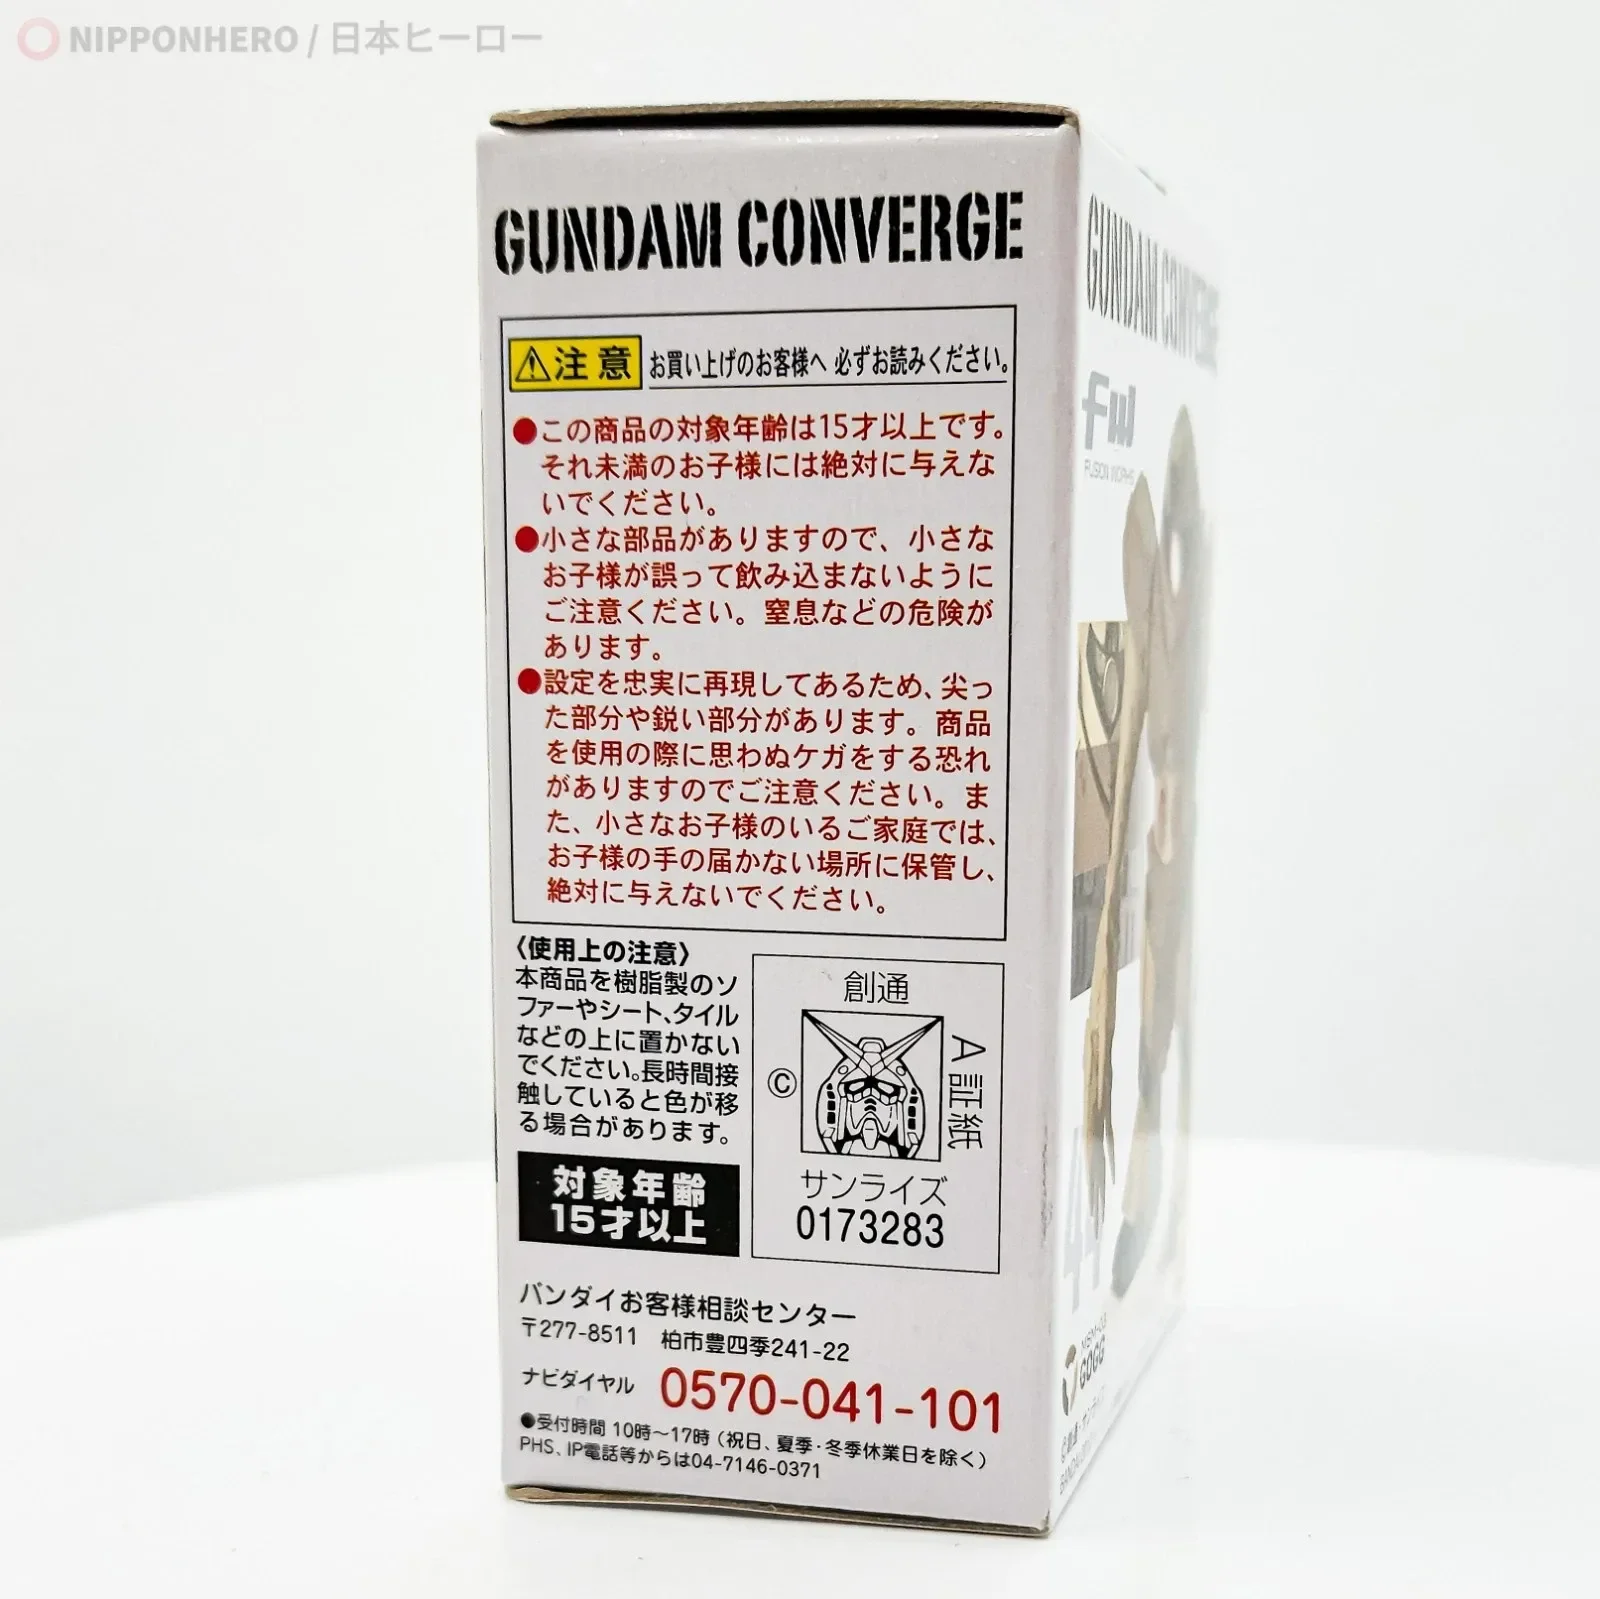 NIPPONHERO / 日本ヒーロー
GUNDAM CONVERGE
注意 お買い上げのお客様へ 必ずお読みください。
●この商品の対象年齢は15才以上です。
それ未満のお子様には絶対に与えな
いでください。
●小さな部品がありますので、小さな
お子様が誤って飲み込まないように
ご注意ください。窒息などの危険が
あります。
●設定を忠実に再現してあるため、尖っ
た部分や鋭い部分があります。商品
を使用の際に思わぬケガをする恐れ
がありますのでご注意ください。ま
た、小さなお子様のいるご家庭では、
お子様の手の届かない場所に保管し、
絶対に与えないでください。
〈使用上の注意〉
本商品を樹脂製のソ
ファーやシート、タイル
などの上に置かない
でください。長時間接
触していると色が移
る場合があります。
対象年齢
15才以上
創通
©
A証紙
サンライズ
0173283
バンダイお客様相談センター
〒277-8511 柏市豊四季241-22
ナビダイヤル 0570-041-101
●受付時間 10時〜17時（祝日、夏季・冬季休業日を除く）
PHS、IP電話等からは04-7146-0371
GUNDAM CONVERGE
FW
FUSION WORKS
MSM-03
GOGG
©創通・サンライズ